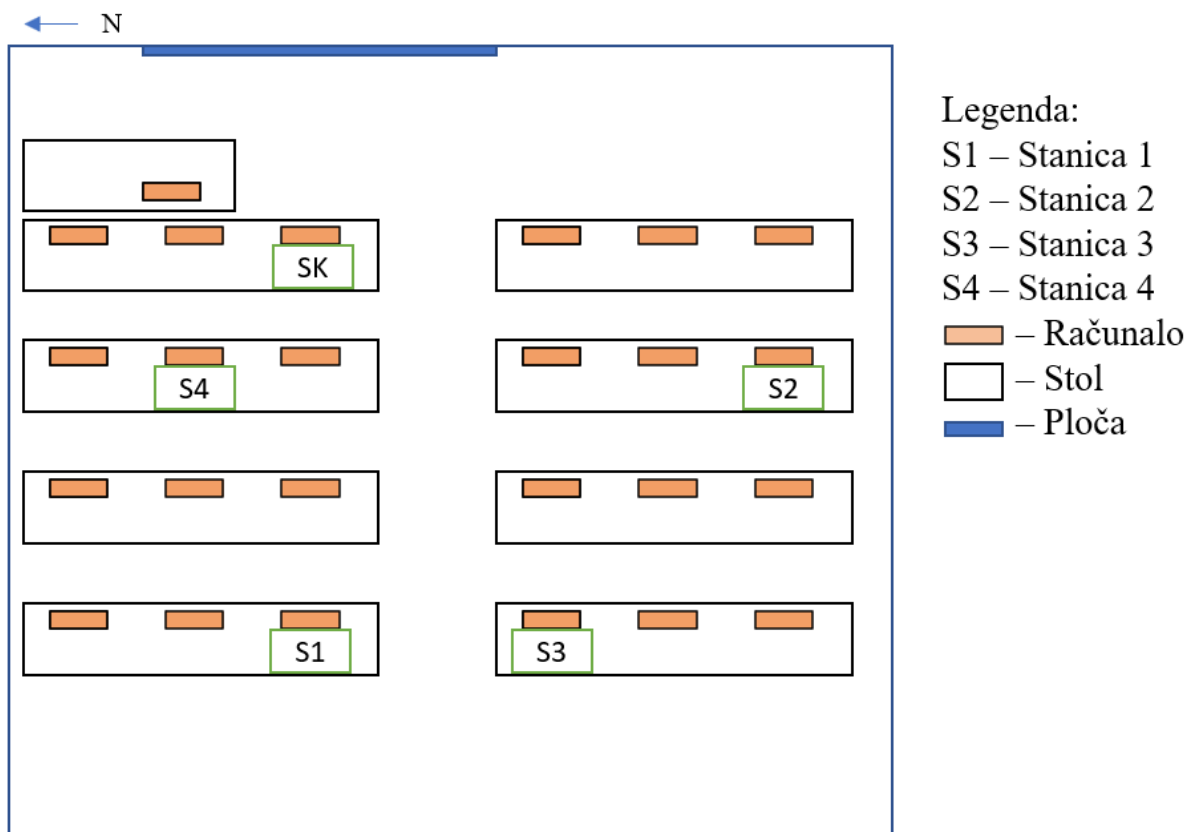 N
Legenda:
S1 – Stanica 1
S2 – Stanica 2
S3 – Stanica 3
S4 – Stanica 4
– Računalo
– Stol
– Ploča
SK
S4
S2
S1
S3